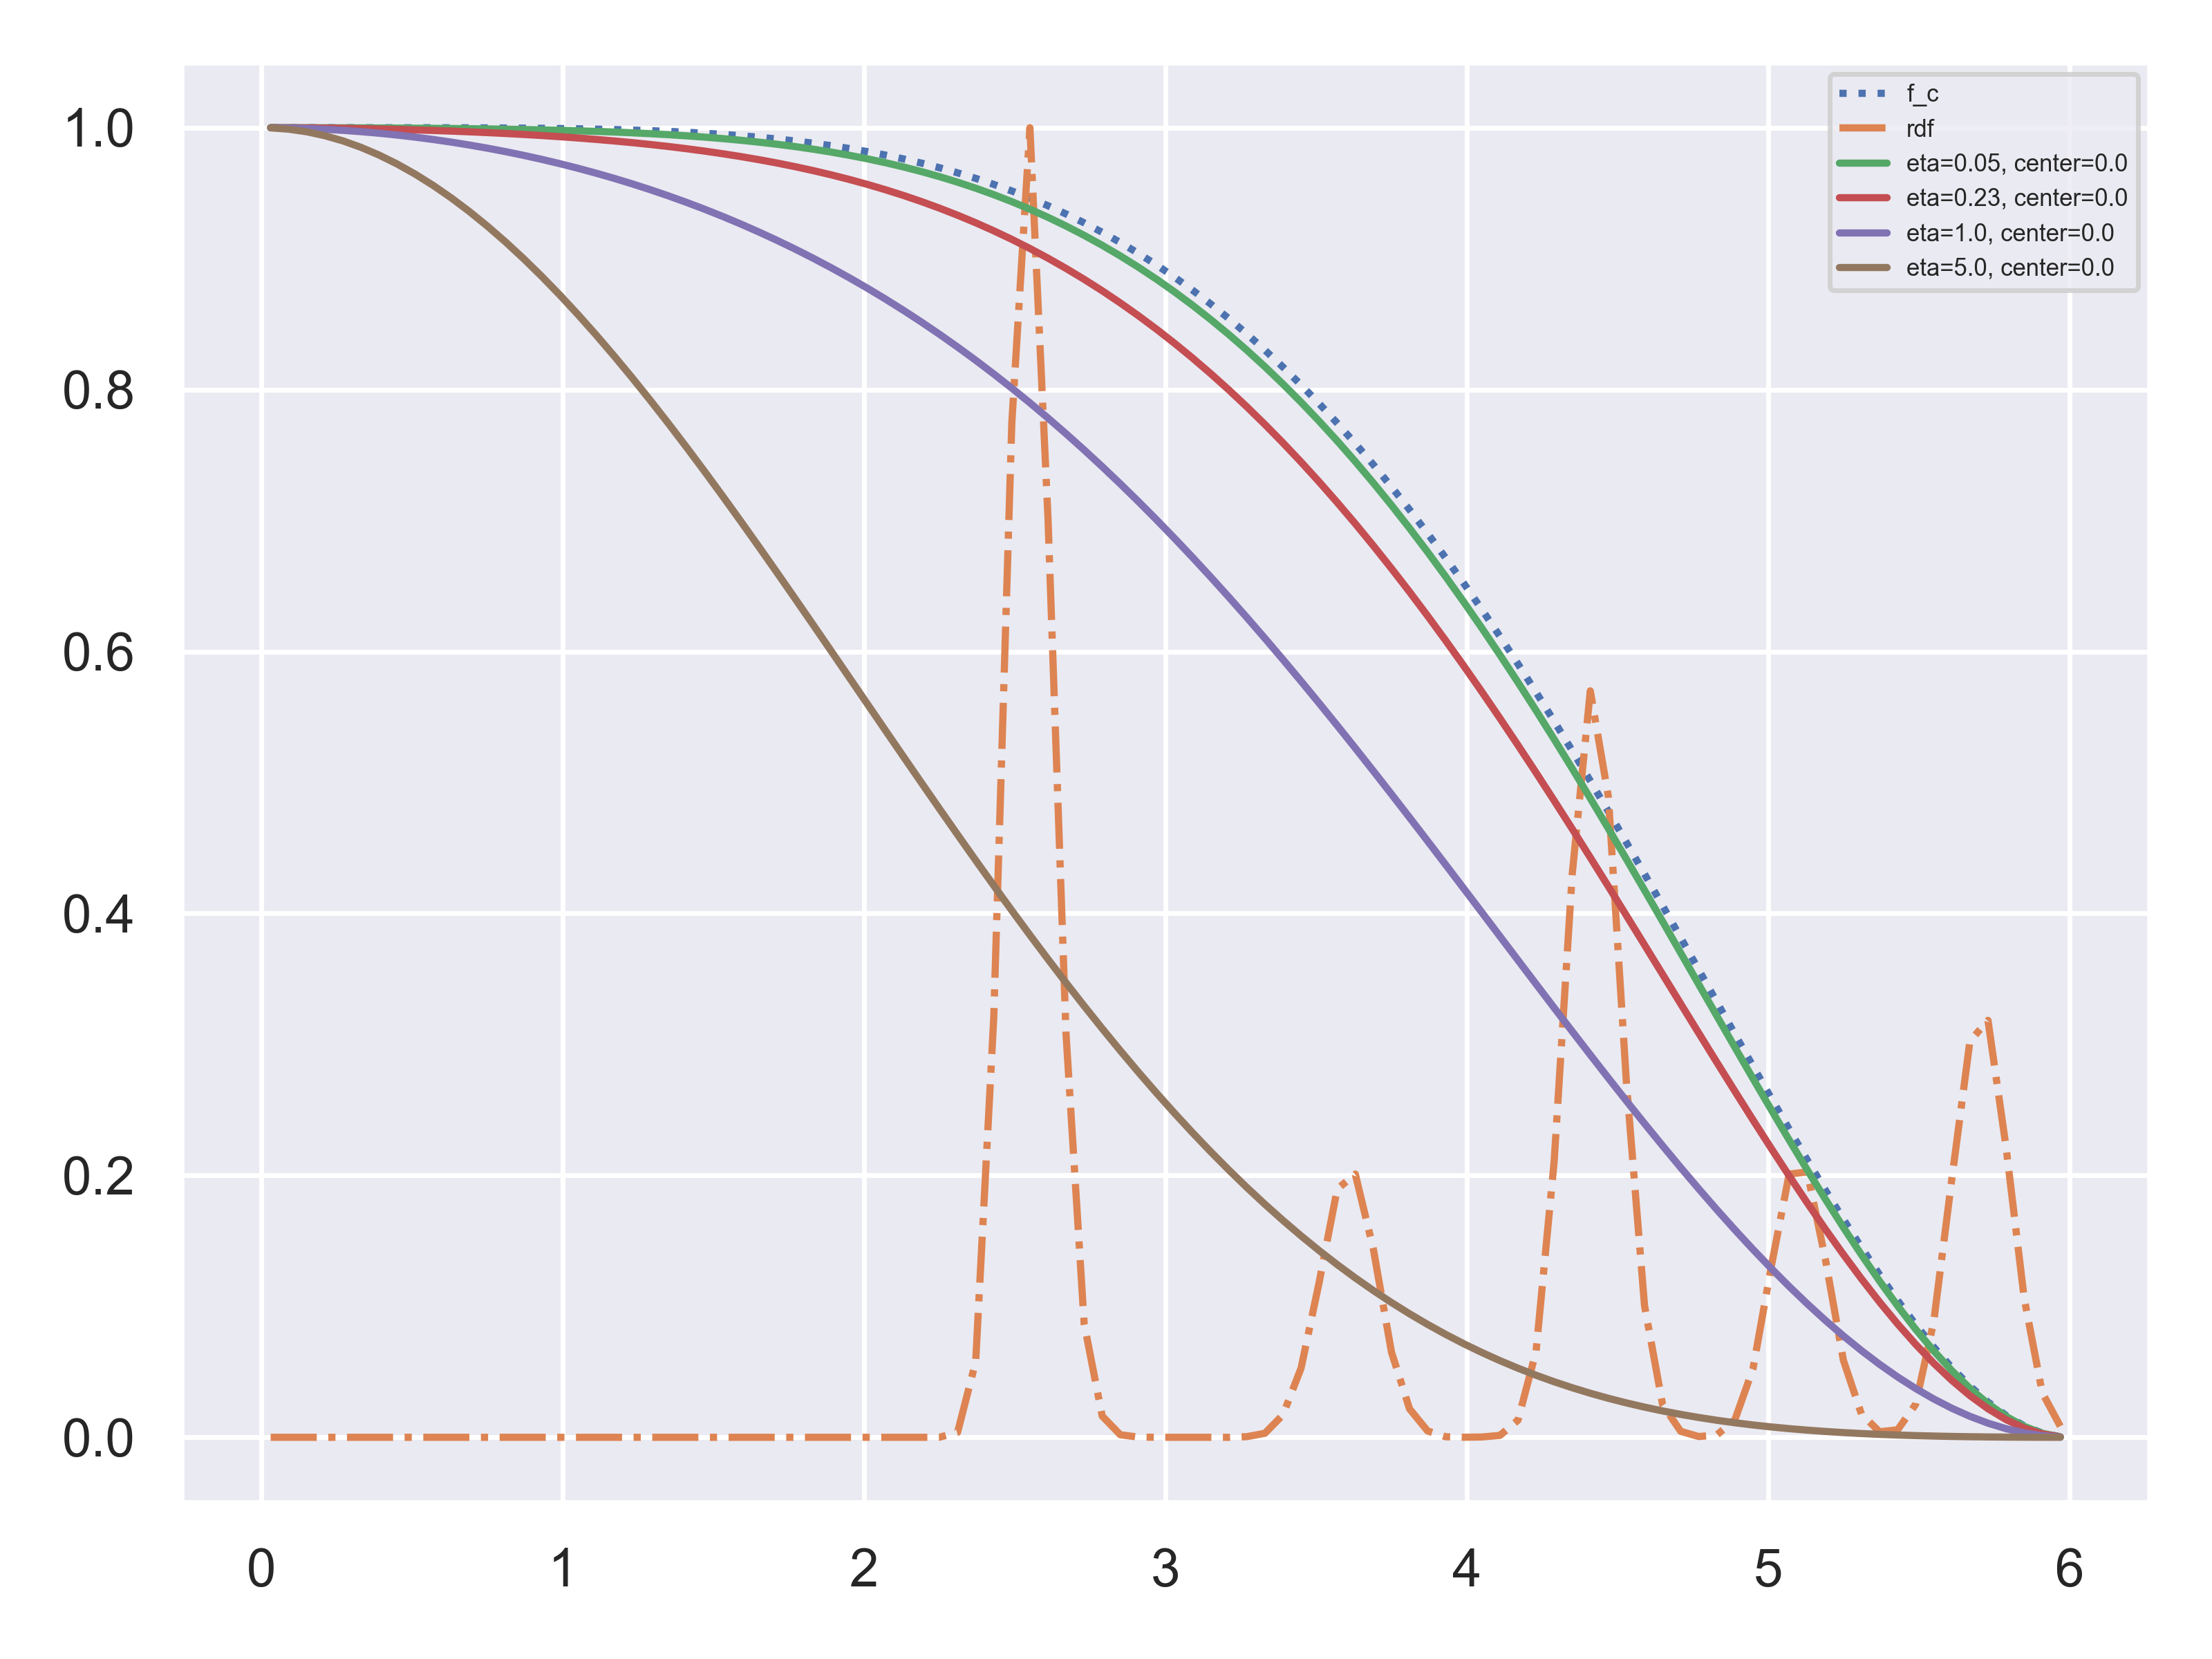 1.0
0.8
0.6
0.4
0.2
0.0
0
1
2
3
4
5
6
f_c
rdf
eta=0.05, center=0.0
eta=0.23, center=0.0
eta=1.0, center=0.0
eta=5.0, center=0.0